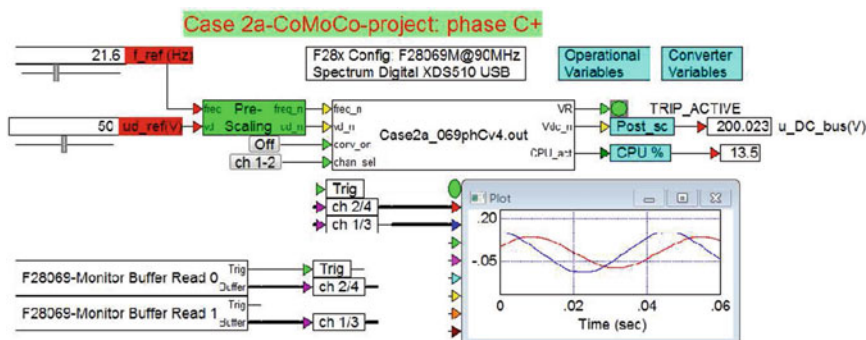 Case 2a-CoMoCo-project: phase C+
21.6 f_ref (Hz)
F28x Config: F28069M@90MHz
Spectrum Digital XDS510 USB
Operational
Variables
Converter
Variables
50 ud_ref(V)
frec Pre- freq_n
vd Scaling ud_n
Off
ch 1-2
frec_n
vd_n
conv_on
chan_sel
Case2a_069phCv4.out
VR
Vdc_n
CPU_act
TRIP_ACTIVE
Post_sc 200.023 u_DC_bus(V)
CPU % 13.5
Trig
ch 2/4
ch 1/3
Plot
.20
-.05
0 .02 .04 .06
Time (sec)
F28069-Monitor Buffer Read 0
Trig
Buffer
Trig
ch 2/4
F28069-Monitor Buffer Read 1
Trig
Buffer
ch 1/3